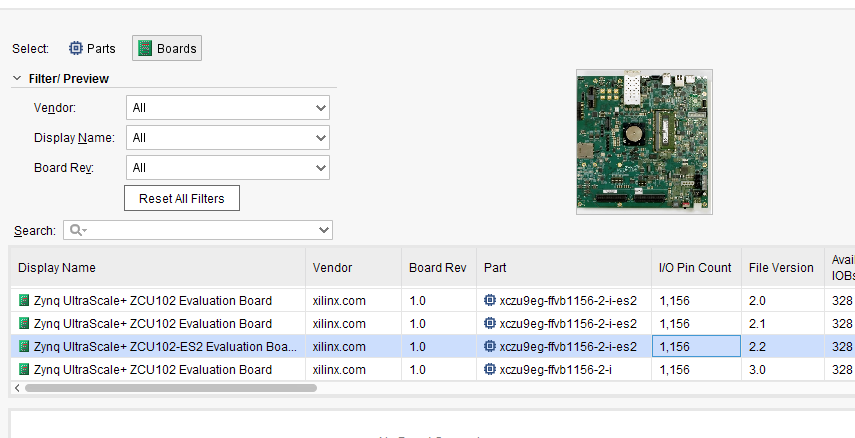 Select: Parts Boards
Filter/ Preview
Vendor: All
Display Name: All
Board Rev: All
Reset All Filters
Search:
Display Name Vendor Board Rev Part I/O Pin Count File Version Avai
IOBs
Zynq UltraScale+ ZCU102 Evaluation Board xilinx.com 1.0 xczu9eg-ffvb1156-2-i-es2 1,156 2.0 328
Zynq UltraScale+ ZCU102 Evaluation Board xilinx.com 1.0 xczu9eg-ffvb1156-2-i-es2 1,156 2.1 328
Zynq UltraScale+ ZCU102-ES2 Evaluation Boa... xilinx.com 1.0 xczu9eg-ffvb1156-2-i-es2 1,156 2.2 328
Zynq UltraScale+ ZCU102 Evaluation Board xilinx.com 1.0 xczu9eg-ffvb1156-2-i 1,156 3.0 328